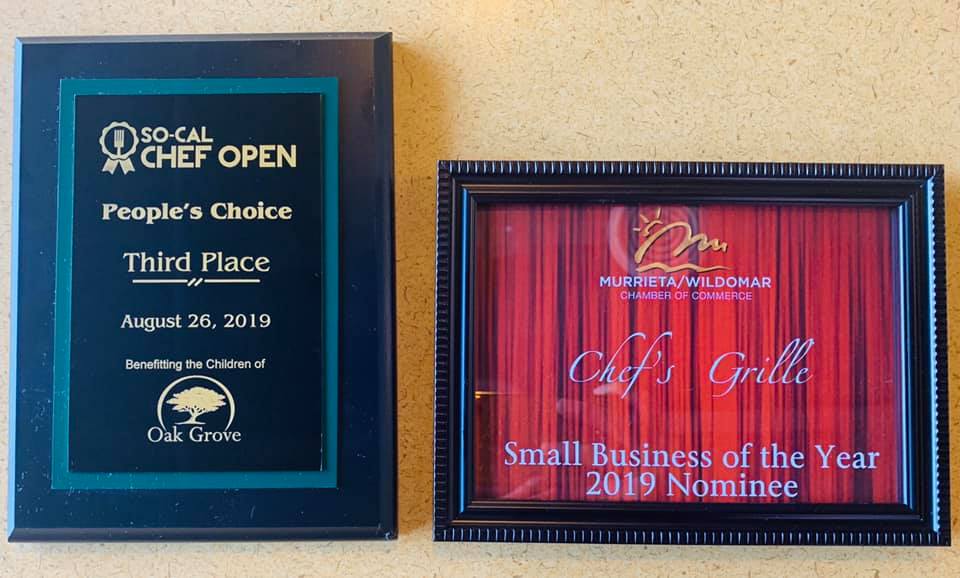 SO-CAL
CHEF OPEN
People's Choice
Third Place
August 26, 2019
Benefitting the Children of
Oak Grove
MURRIETA/WILDOMAR
CHAMBER OF COMMERCE
Chef's Grille
Small Business of the Year
2019 Nominee